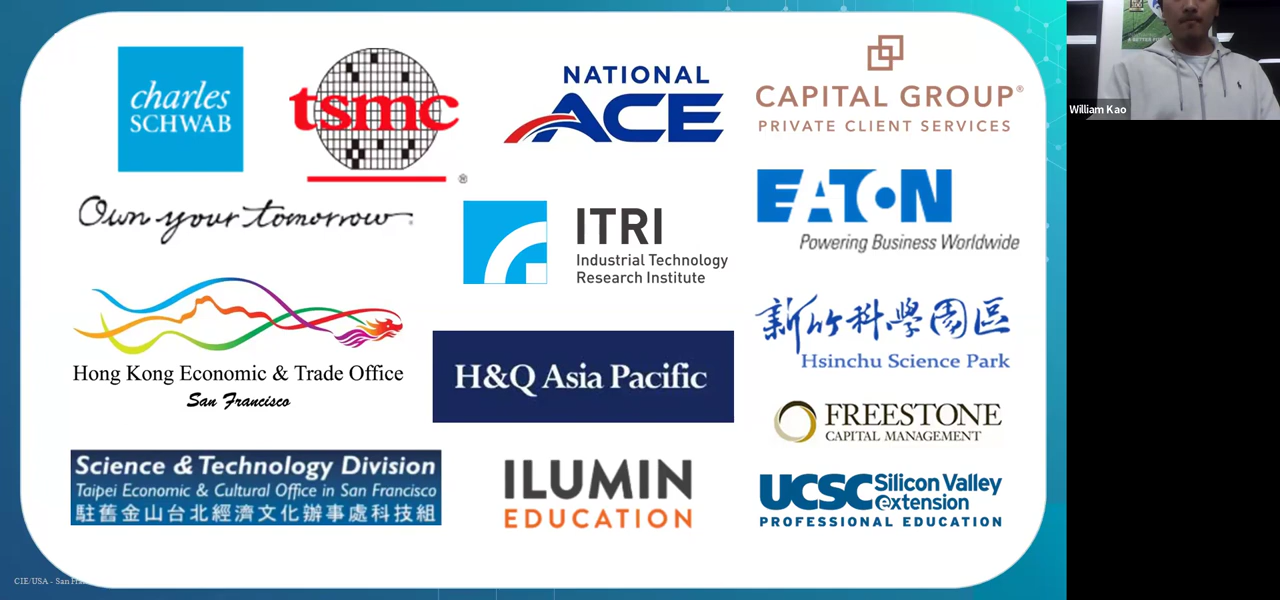 charles
SCHWAB
Own your tomorrow
tsmc
®
NATIONAL
ACE
CAPITAL GROUP®
PRIVATE CLIENT SERVICES
EATON
Powering Business Worldwide
ITRI
Industrial Technology
Research Institute
Hong Kong Economic & Trade Office
San Francisco
H&Q Asia Pacific
新竹科學園區
Hsinchu Science Park
FREESTONE
CAPITAL MANAGEMENT
Science & Technology Division
Taipei Economic & Cultural Office in San Francisco
駐舊金山台北經濟文化辦事處科技組
ILUMIN
EDUCATION
UCSC Silicon Valley
extension
PROFESSIONAL EDUCATION
CIE/USA - San
William Kao